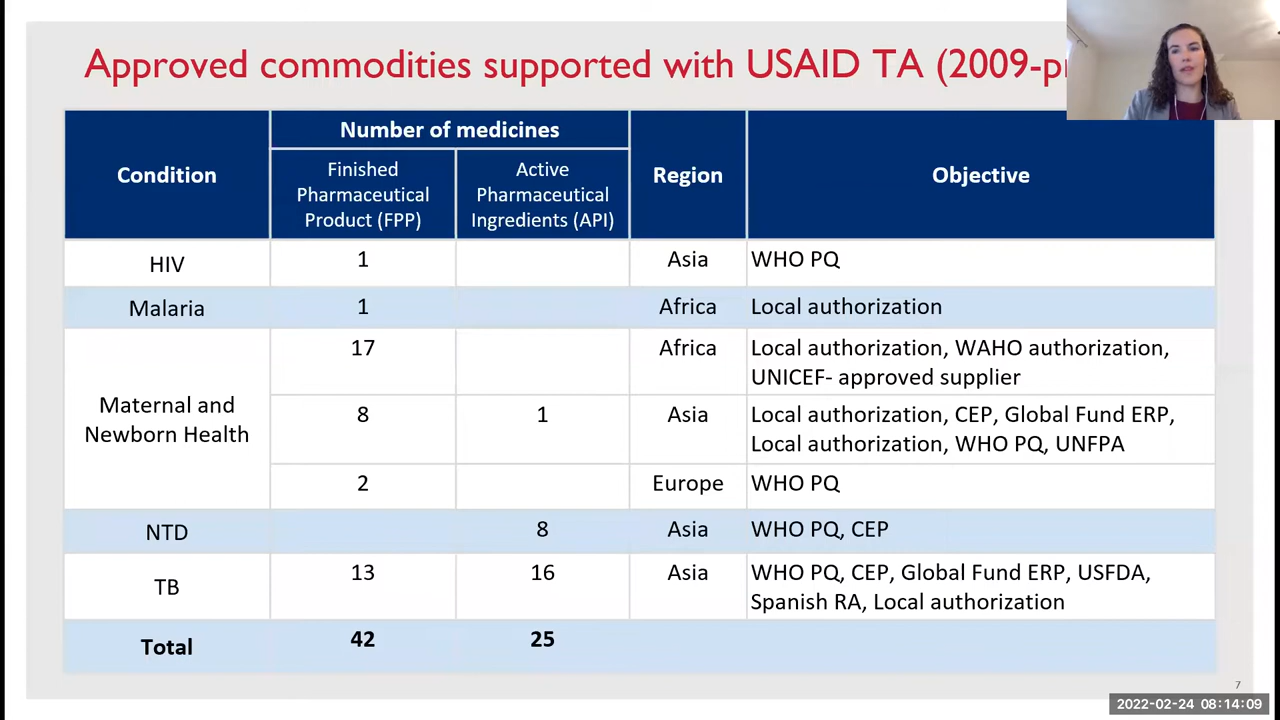 Approved commodities supported with USAID TA (2009-p
Condition
Number of medicines
Finished
Pharmaceutical
Product (FPP)
Active
Pharmaceutical
Ingredients (API)
Region
Objective
HIV
1
Asia
WHO PQ
Malaria
1
Africa
Local authorization
Maternal and
Newborn Health
17
Africa
Local authorization, WAHO authorization,
UNICEF- approved supplier
8
1
Asia
Local authorization, CEP, Global Fund ERP,
Local authorization, WHO PQ, UNFPA
2
Europe
WHO PQ
NTD
8
Asia
WHO PQ, CEP
TB
13
16
Asia
WHO PQ, CEP, Global Fund ERP, USFDA,
Spanish RA, Local authorization
Total
42
25
7
2022-02-24 08:14:09